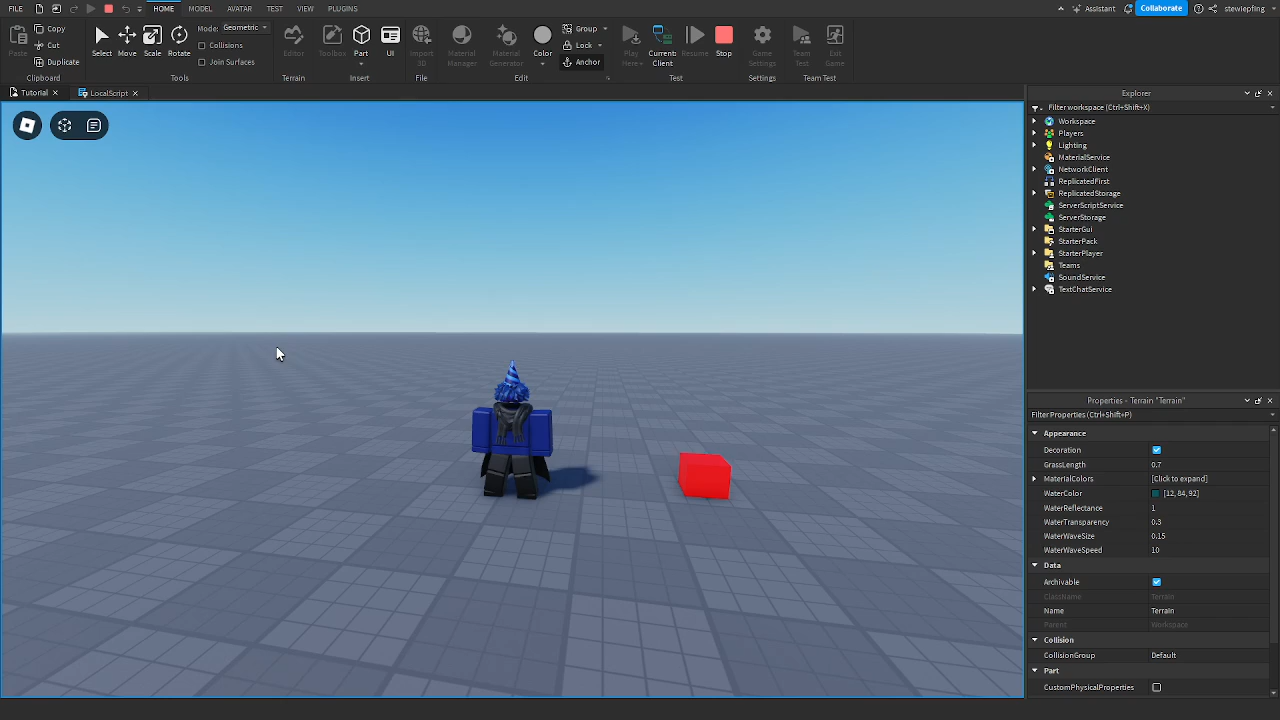 FILE HOME MODEL AVATAR TEST VIEW PLUGINS Assistant Collaborate stewiefing
Copy Mode: Geometric Group
Cut Collisions Lock
Duplicate Join Surfaces Anchor
Paste Select Move Scale Rotate Editor Toolbox Part UI Import 3D Material Manager Material Generator Color Play Here Current: Client Resume Stop Game Settings Team Test Exit Game
Clipboard Tools Terrain Insert File Edit Test Settings Team Test
Tutorial LocalScript
Explorer
Filter workspace (Ctrl+Shift+X)
Workspace
Players
Lighting
MaterialService
NetworkClient
ReplicatedFirst
ReplicatedStorage
ServerScriptService
ServerStorage
StarterGui
StarterPack
StarterPlayer
Teams
SoundService
TextChatService
Properties - Terrain "Terrain"
Filter Properties (Ctrl+Shift+P)
Appearance
Decoration
GrassLength 0.7
MaterialColors [Click to expand]
WaterColor [12, 84, 92]
WaterReflectance 1
WaterTransparency 0.3
WaterWaveSize 0.15
WaterWaveSpeed 10
Data
Archivable
ClassName Terrain
Name Terrain
Parent Workspace
Collision
CollisionGroup Default
Part
CustomPhysicalProperties